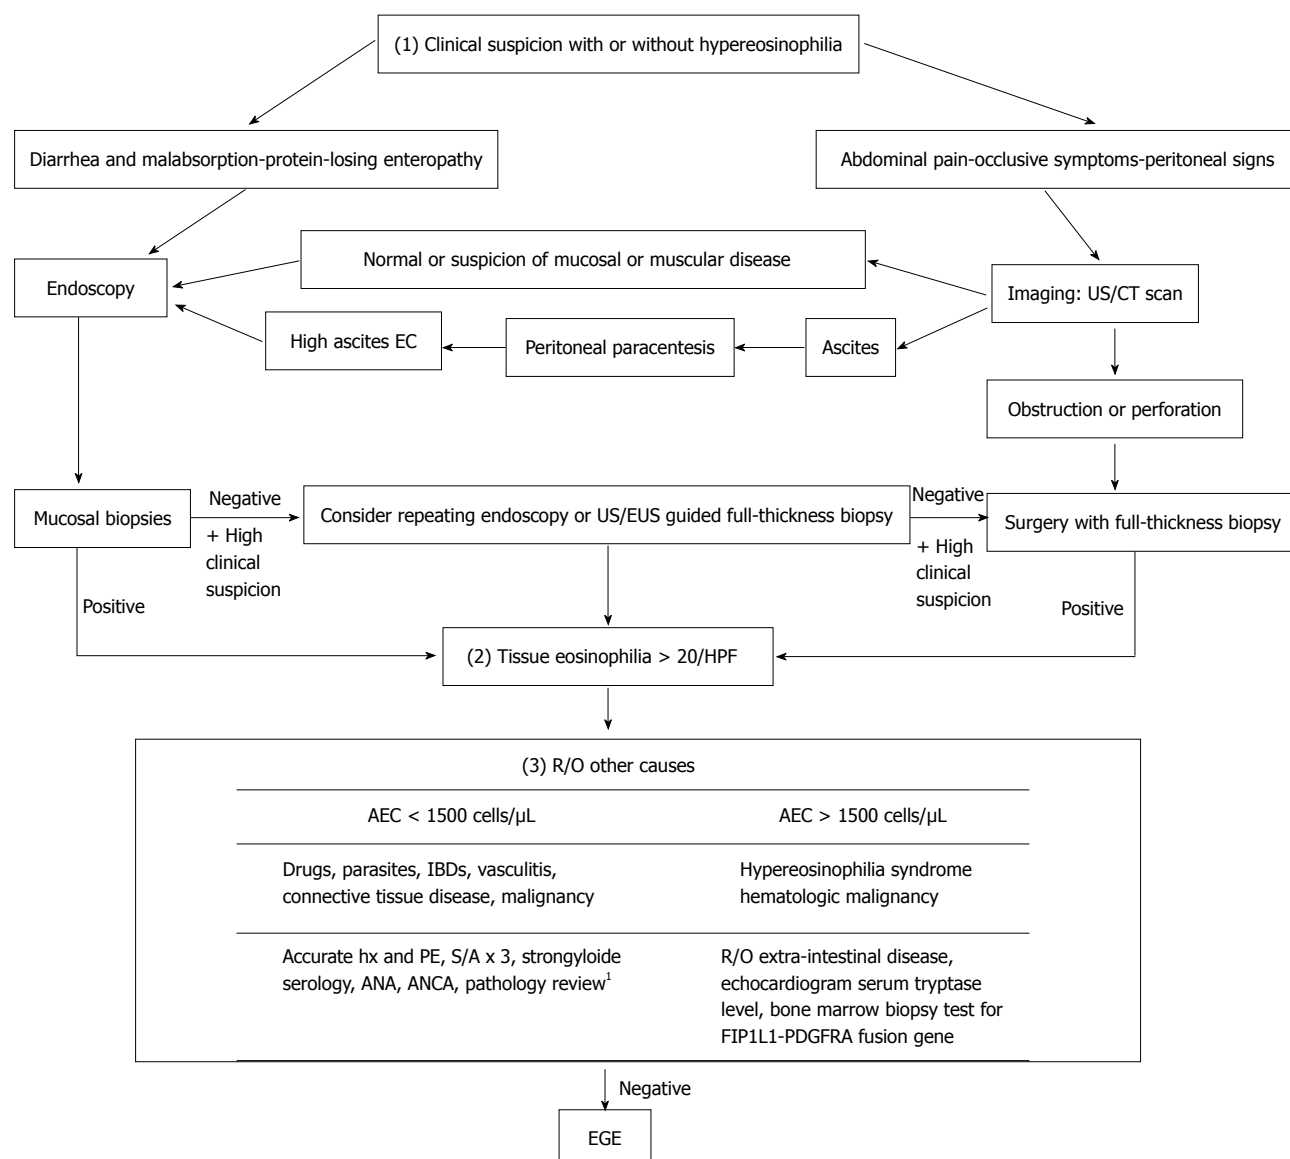 (1) Clinical suspicion with or without hypereosinophilia
Diarrhea and malabsorption-protein-losing enteropathy
Abdominal pain-occlusive symptoms-peritoneal signs
Normal or suspicion of mucosal or muscular disease
Endoscopy
Imaging: US/CT scan
High ascites EC
Peritoneal paracentesis
Ascites
Obstruction or perforation
Mucosal biopsies
Negative
+ High
clinical
suspicion
Consider repeating endoscopy or US/EUS guided full-thickness biopsy
Negative
+ High
clinical
suspicion
Surgery with full-thickness biopsy
Positive
Positive
(2) Tissue eosinophilia > 20/HPF
(3) R/O other causes
AEC < 1500 cells/µL
AEC > 1500 cells/µL
Drugs, parasites, IBDs, vasculitis,
connective tissue disease, malignancy
Hypereosinophilia syndrome
hematologic malignancy
Accurate hx and PE, S/A x 3, strongyloide
serology, ANA, ANCA, pathology review¹
R/O extra-intestinal disease,
echocardiogram serum tryptase
level, bone marrow biopsy test for
FIP1L1-PDGFRA fusion gene
Negative
EGE